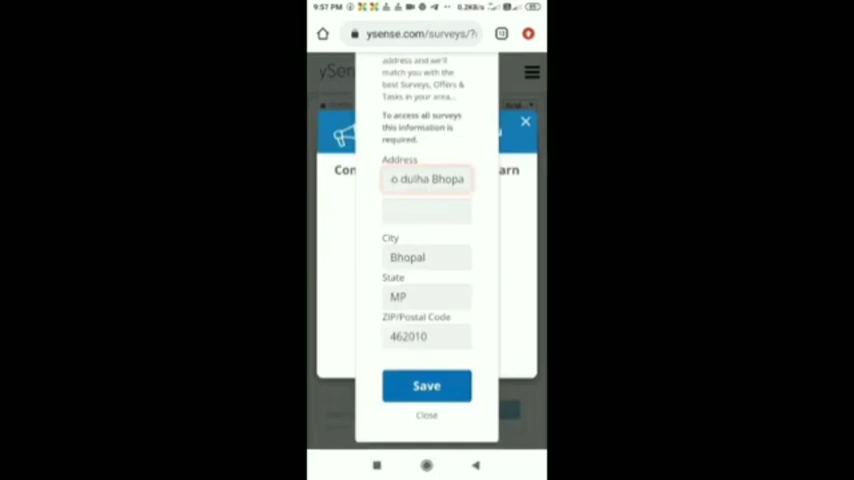 9:57 PM
0.2KB/s
ysense.com/surveys/?
address and we'll
match you with the
best Surveys, Offers &
Tasks in your area...
To access all surveys
this information is
required.
Address
o dulha Bhopa
City
Bhopal
State
MP
ZIP/Postal Code
462010
Save
Close
ySen
Con
arn